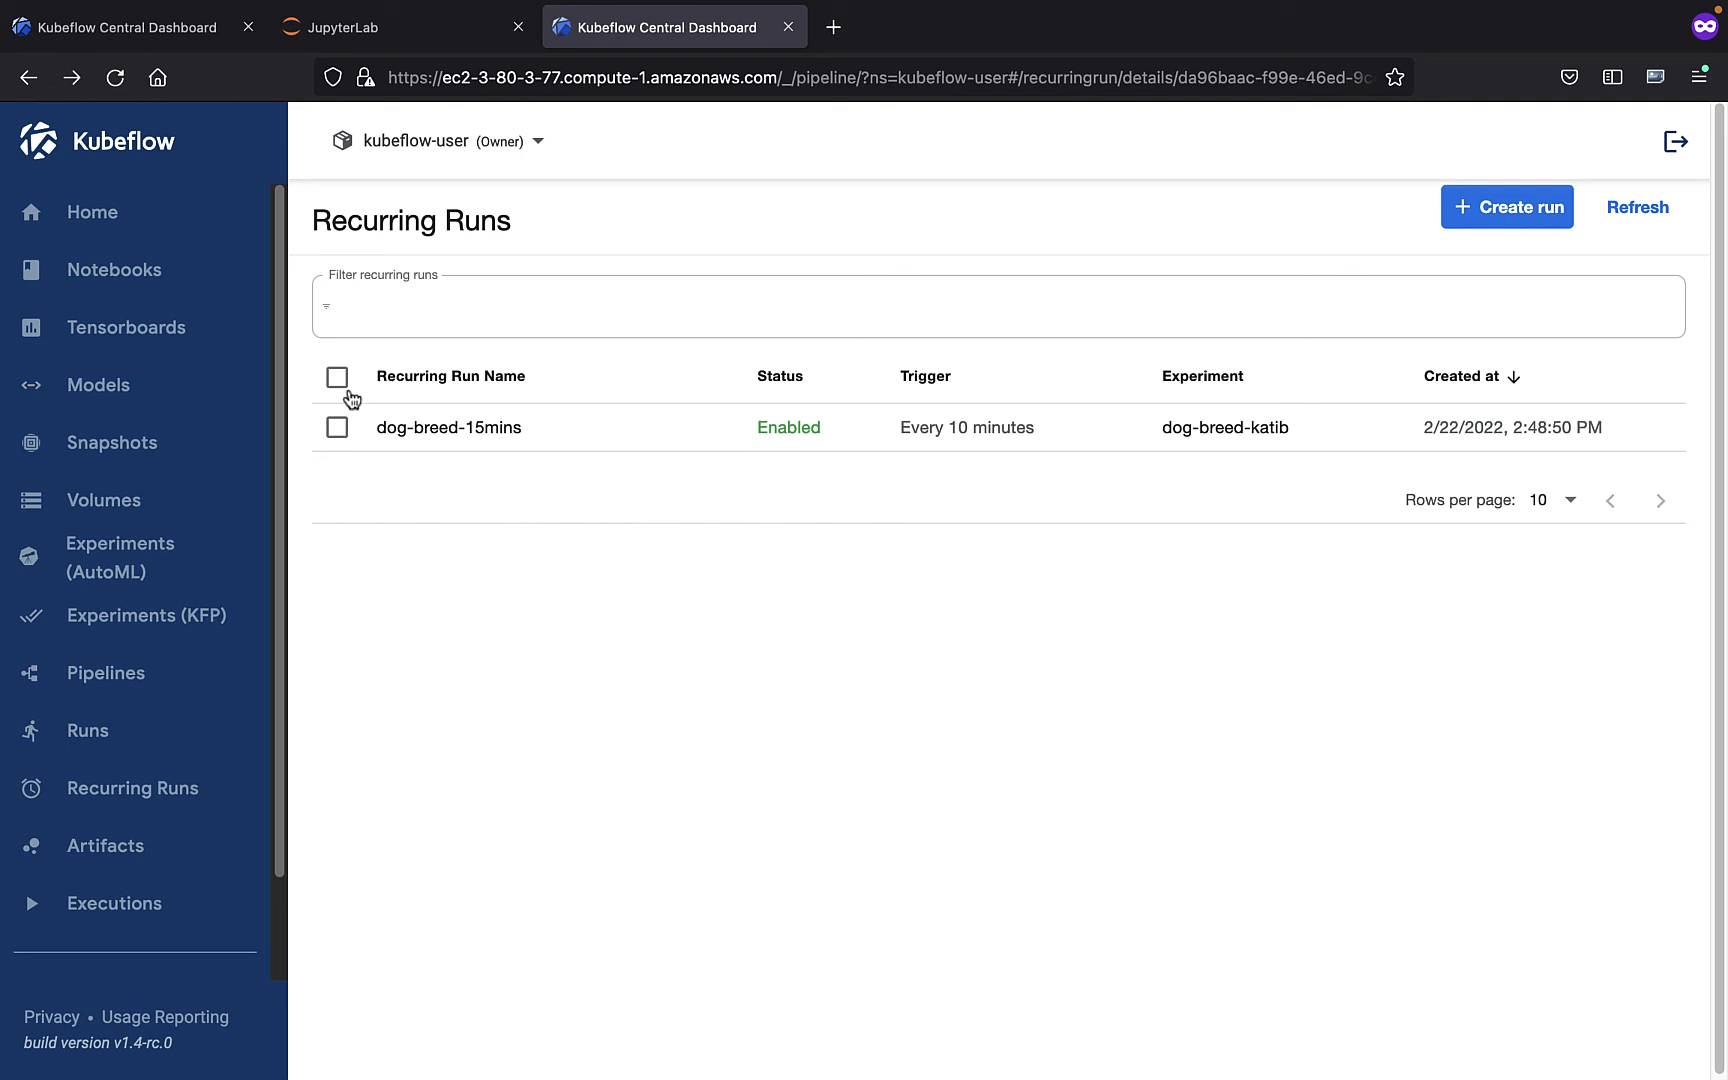 Kubeflow Central Dashboard
JupyterLab
Kubeflow Central Dashboard
https://ec2-3-80-3-77.compute-1.amazonaws.com/_/pipeline/?ns=kubeflow-user#/recurringrun/details/da96baac-f99e-46ed-9c
Kubeflow
kubeflow-user (Owner)
Home
Notebooks
Tensorboards
Models
Snapshots
Volumes
Experiments
(AutoML)
Experiments (KFP)
Pipelines
Runs
Recurring Runs
Artifacts
Executions
Privacy • Usage Reporting
build version v1.4-rc.0
Recurring Runs
+ Create run
Refresh
Filter recurring runs
Recurring Run Name Status Trigger Experiment Created at
dog-breed-15mins Enabled Every 10 minutes dog-breed-katib 2/22/2022, 2:48:50 PM
Rows per page: 10